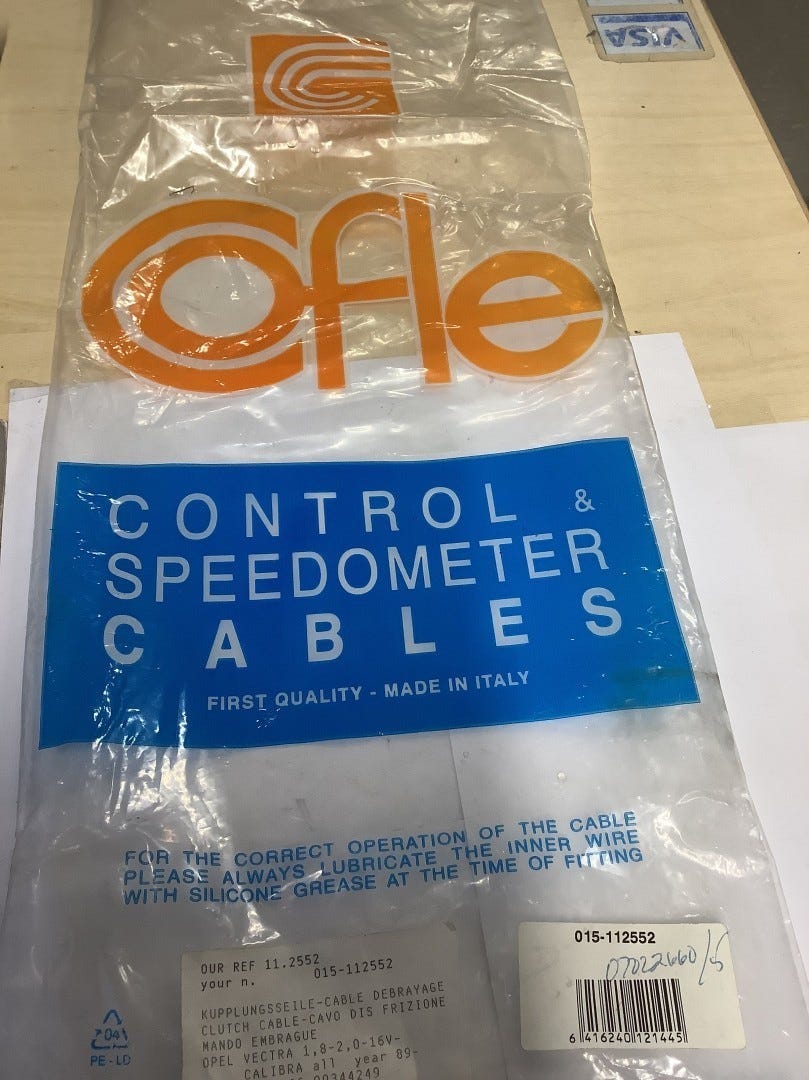 VISA
Cofle
CONTROL &
SPEEDOMETER
CABLES
FIRST QUALITY - MADE IN ITALY
FOR THE CORRECT OPERATION OF THE CABLE
PLEASE ALWAYS LUBRICATE THE INNER WIRE
WITH SILICONE GREASE AT THE TIME OF FITTING
OUR REF 11.2552
your n. 015-112552
KUPPLUNGSSEILE-CABLE DEBRAYAGE
CLUTCH CABLE-CAVO DIS FRIZIONE
MANDO EMBRAGUE
OPEL VECTRA 1,8-2,0-16V-
CALIBRA all year 89-
00344249
015-112552
6 416240 121445
04
PE-LD